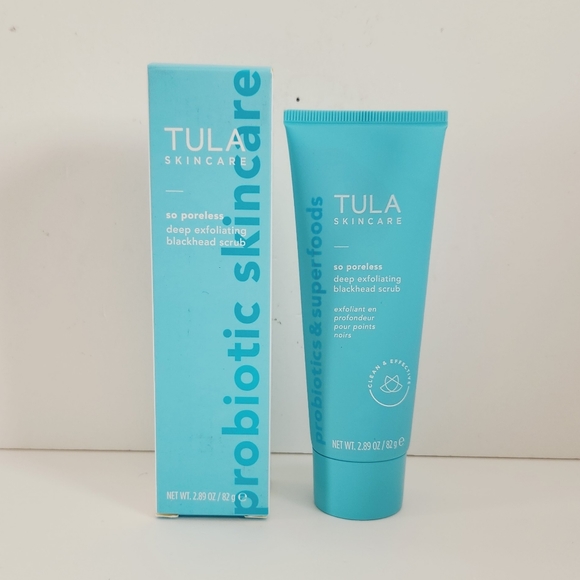 TULA
SKINCARE
so poreless
deep exfoliating
blackhead scrub
NET WT. 2.89 OZ / 82 g ℮
probiotic skincare
TULA
SKINCARE
so poreless
deep exfoliating
blackhead scrub
exfoliant en
profondeur
pour points
noirs
CLEAN & EFFECTIVE
NET WT. 2.89 OZ / 82 g ℮
probiotics & superfoods